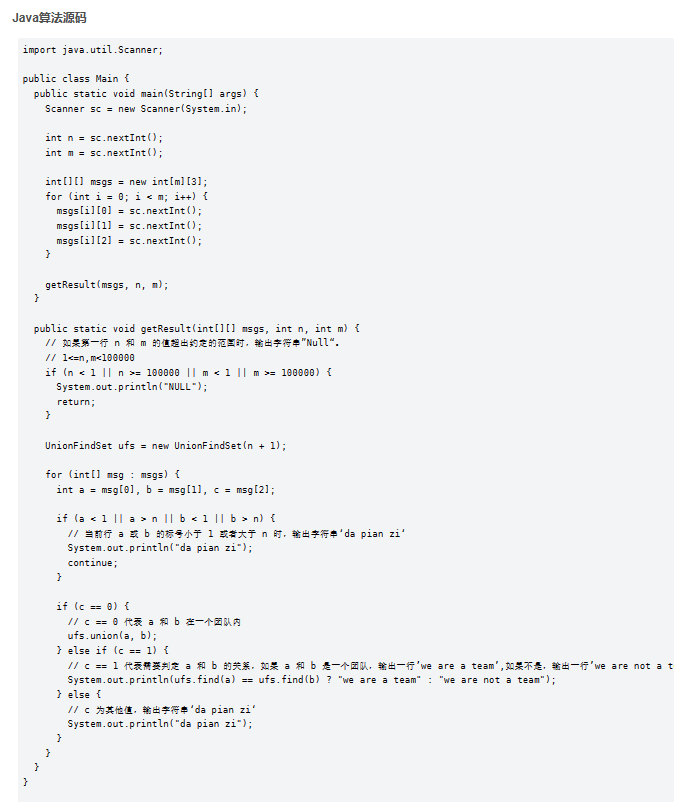 Java算法源码
import java.util.Scanner;
public class Main {
public static void main(String[] args) {
Scanner sc = new Scanner(System.in);
int n = sc.nextInt();
int m = sc.nextInt();
int[][] msgs = new int[m][3];
for (int i = 0; i < m; i++) {
msgs[i][0] = sc.nextInt();
msgs[i][1] = sc.nextInt();
msgs[i][2] = sc.nextInt();
}
getResult(msgs, n, m);
}
public static void getResult(int[][] msgs, int n, int m) {
// 如果第一行 n 和 m 的值超出约定的范围时，输出字符串”Null“。
// 1<=n,m<100000
if (n < 1 || n >= 100000 || m < 1 || m >= 100000) {
System.out.println("NULL");
return;
}
UnionFindSet ufs = new UnionFindSet(n + 1);
for (int[] msg : msgs) {
int a = msg[0], b = msg[1], c = msg[2];
if (a < 1 || a > n || b < 1 || b > n) {
// 当前行 a 或 b 的标号小于 1 或者大于 n 时，输出字符串‘da pian zi‘
System.out.println("da pian zi");
continue;
}
if (c == 0) {
// c == 0 代表 a 和 b 在一个团队内
ufs.union(a, b);
} else if (c == 1) {
// c == 1 代表需要判定 a 和 b 的关系，如果 a 和 b 是一个团队，输出一行’we are a team’,如果不是，输出一行’we are not a t
System.out.println(ufs.find(a) == ufs.find(b) ? "we are a team" : "we are not a team");
} else {
// c 为其他值，输出字符串‘da pian zi‘
System.out.println("da pian zi");
}
}
}
}